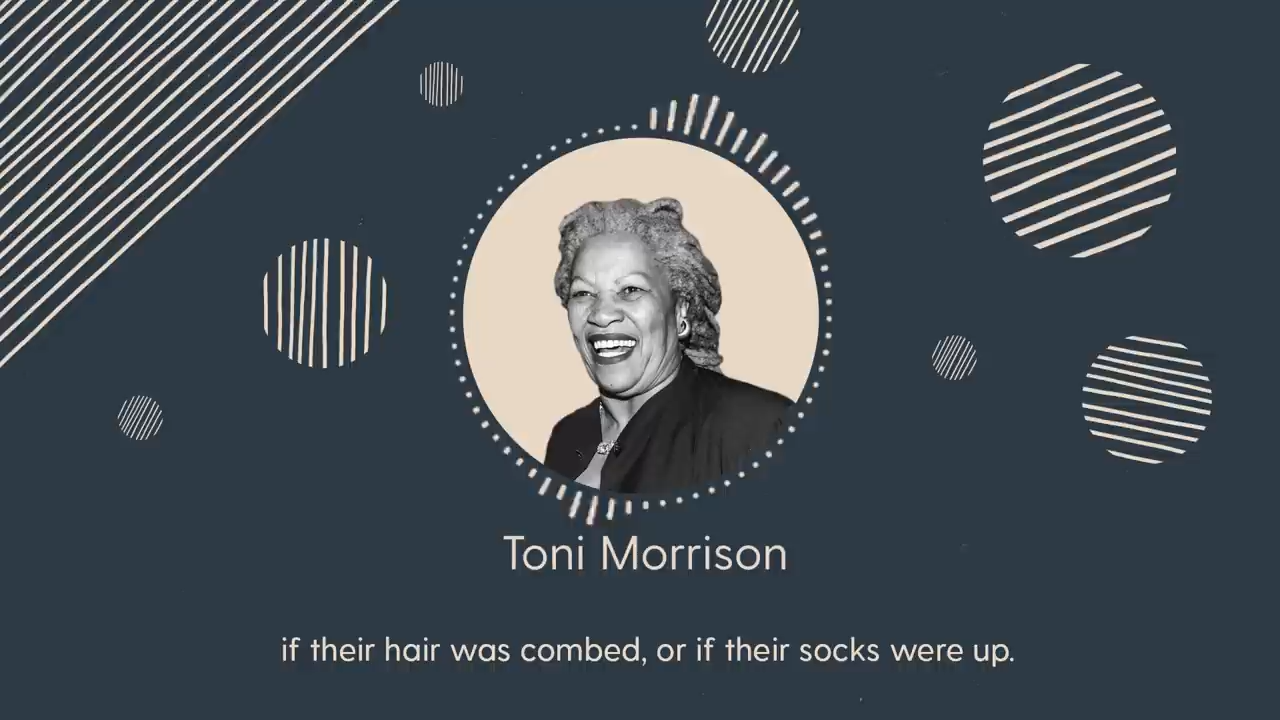 Toni Morrison
if their hair was combed, or if their socks were up.